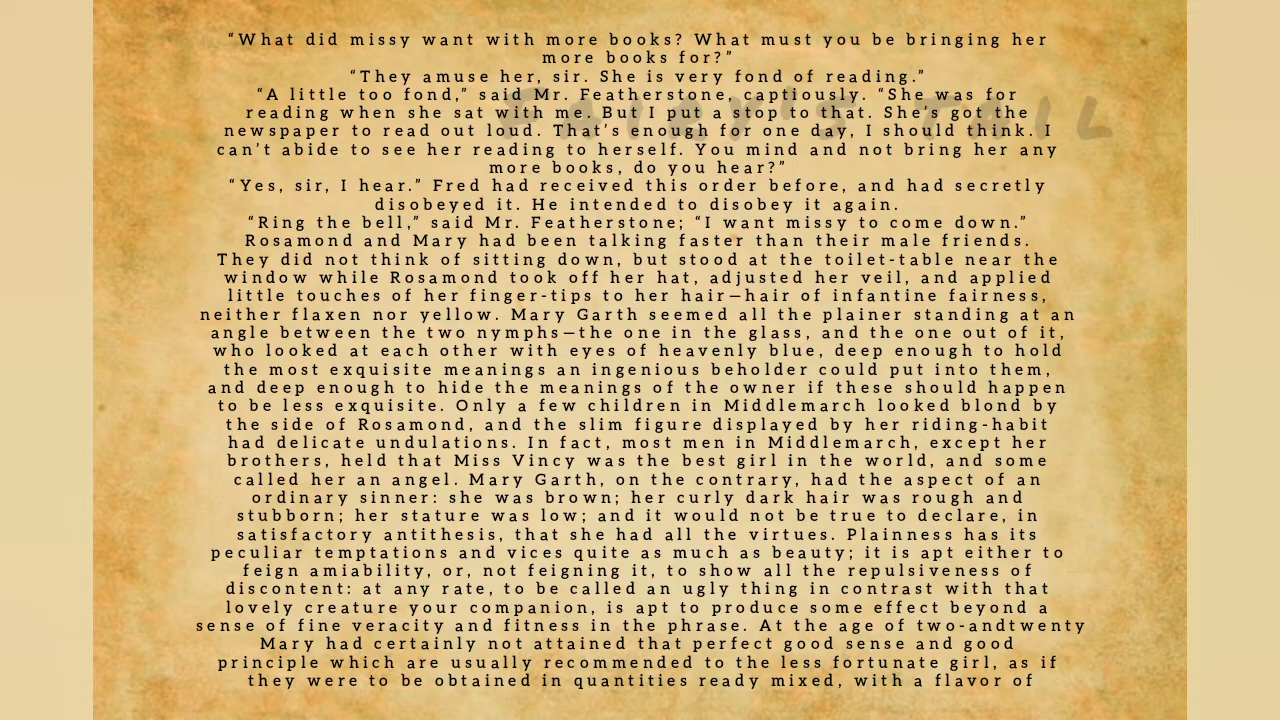 “What did missy want with more books? What must you be bringing her
more books for?”
“They amuse her, sir. She is very fond of reading.”
“A little too fond,” said Mr. Featherstone, captiously. “She was for
reading when she sat with me. But I put a stop to that. She’s got the
newspaper to read out loud. That’s enough for one day, I should think. I
can’t abide to see her reading to herself. You mind and not bring her any
more books, do you hear?”
“Yes, sir, I hear.” Fred had received this order before, and had secretly
disobeyed it. He intended to disobey it again.
“Ring the bell,” said Mr. Featherstone; “I want missy to come down.”
Rosamond and Mary had been talking faster than their male friends.
They did not think of sitting down, but stood at the toilet-table near the
window while Rosamond took off her hat, adjusted her veil, and applied
little touches of her finger-tips to her hair—hair of infantine fairness,
neither flaxen nor yellow. Mary Garth seemed all the plainer standing at an
angle between the two nymphs—the one in the glass, and the one out of it,
who looked at each other with eyes of heavenly blue, deep enough to hold
the most exquisite meanings an ingenious beholder could put into them,
and deep enough to hide the meanings of the owner if these should happen
to be less exquisite. Only a few children in Middlemarch looked blond by
the side of Rosamond, and the slim figure displayed by her riding-habit
had delicate undulations. In fact, most men in Middlemarch, except her
brothers, held that Miss Vincy was the best girl in the world, and some
called her an angel. Mary Garth, on the contrary, had the aspect of an
ordinary sinner: she was brown; her curly dark hair was rough and
stubborn; her stature was low; and it would not be true to declare, in
satisfactory antithesis, that she had all the virtues. Plainness has its
peculiar temptations and vices quite as much as beauty; it is apt either to
feign amiability, or, not feigning it, to show all the repulsiveness of
discontent: at any rate, to be called an ugly thing in contrast with that
lovely creature your companion, is apt to produce some effect beyond a
sense of fine veracity and fitness in the phrase. At the age of two-andtwenty
Mary had certainly not attained that perfect good sense and good
principle which are usually recommended to the less fortunate girl, as if
they were to be obtained in quantities ready mixed, with a flavor of